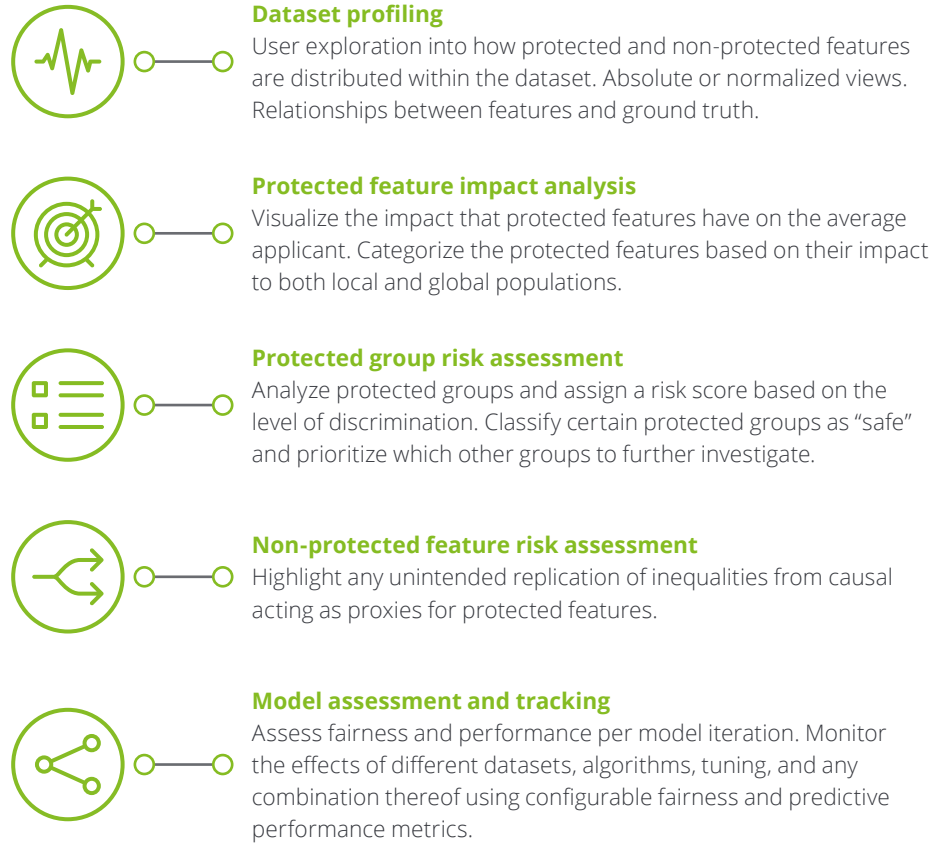 Dataset profiling
User exploration into how protected and non-protected features
are distributed within the dataset. Absolute or normalized views.
Relationships between features and ground truth.
Protected feature impact analysis
Visualize the impact that protected features have on the average
applicant. Categorize the protected features based on their impact
to both local and global populations.
Protected group risk assessment
Analyze protected groups and assign a risk score based on the
level of discrimination. Classify certain protected groups as “safe”
and prioritize which other groups to further investigate.
Non-protected feature risk assessment
Highlight any unintended replication of inequalities from causal
acting as proxies for protected features.
Model assessment and tracking
Assess fairness and performance per model iteration. Monitor
the effects of different datasets, algorithms, tuning, and any
combination thereof using configurable fairness and predictive
performance metrics.